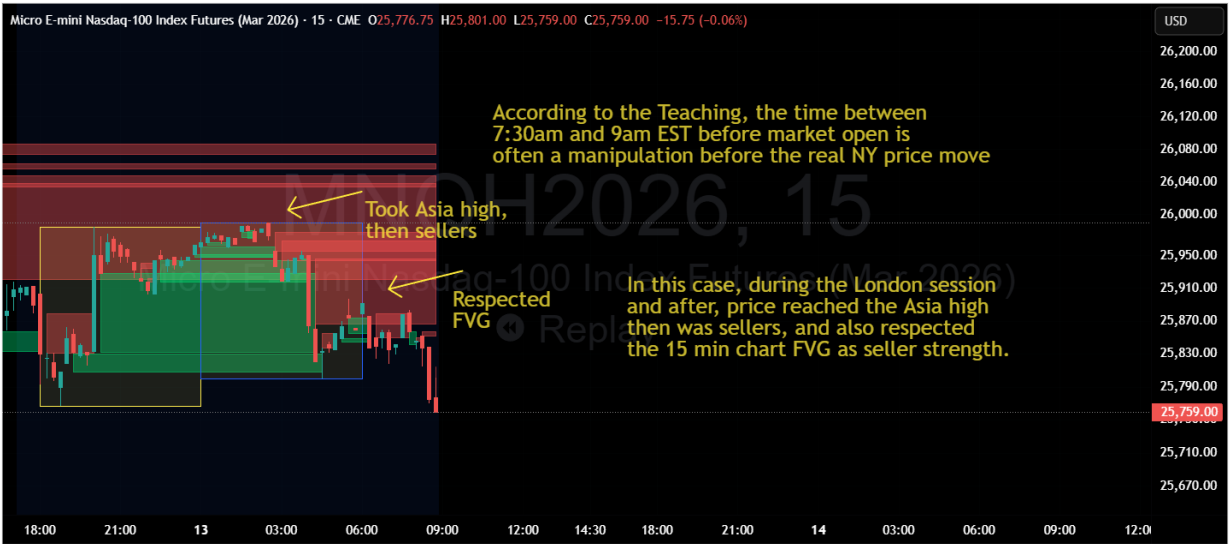 Micro E-mini Nasdaq-100 Index Futures (Mar 2026) · 15 · CME O25,776.75 H25,801.00 L25,759.00 C25,759.00 −15.75 (−0.06%)
USD
26,200.00
26,160.00
According to the Teaching, the time between
7:30am and 9am EST before market open is
often a manipulation before the real NY price move
26,120.00
26,080.00
26,040.00
MNQH2026, 15
Took Asia high,
then sellers
26,000.00
25,950.00
Micro E-mini Nasdaq-100 Index Futures (Mar 2026)
Respected
FVG
In this case, during the London session
and after, price reached the Asia high
then was sellers, and also respected
the 15 min chart FVG as seller strength.
25,910.00
Replay
25,870.00
25,830.00
25,790.00
25,759.00
25,710.00
25,670.00
18:00 21:00 13 03:00 06:00 09:00 12:00 14:30 18:00 21:00 14 03:00 06:00 09:00